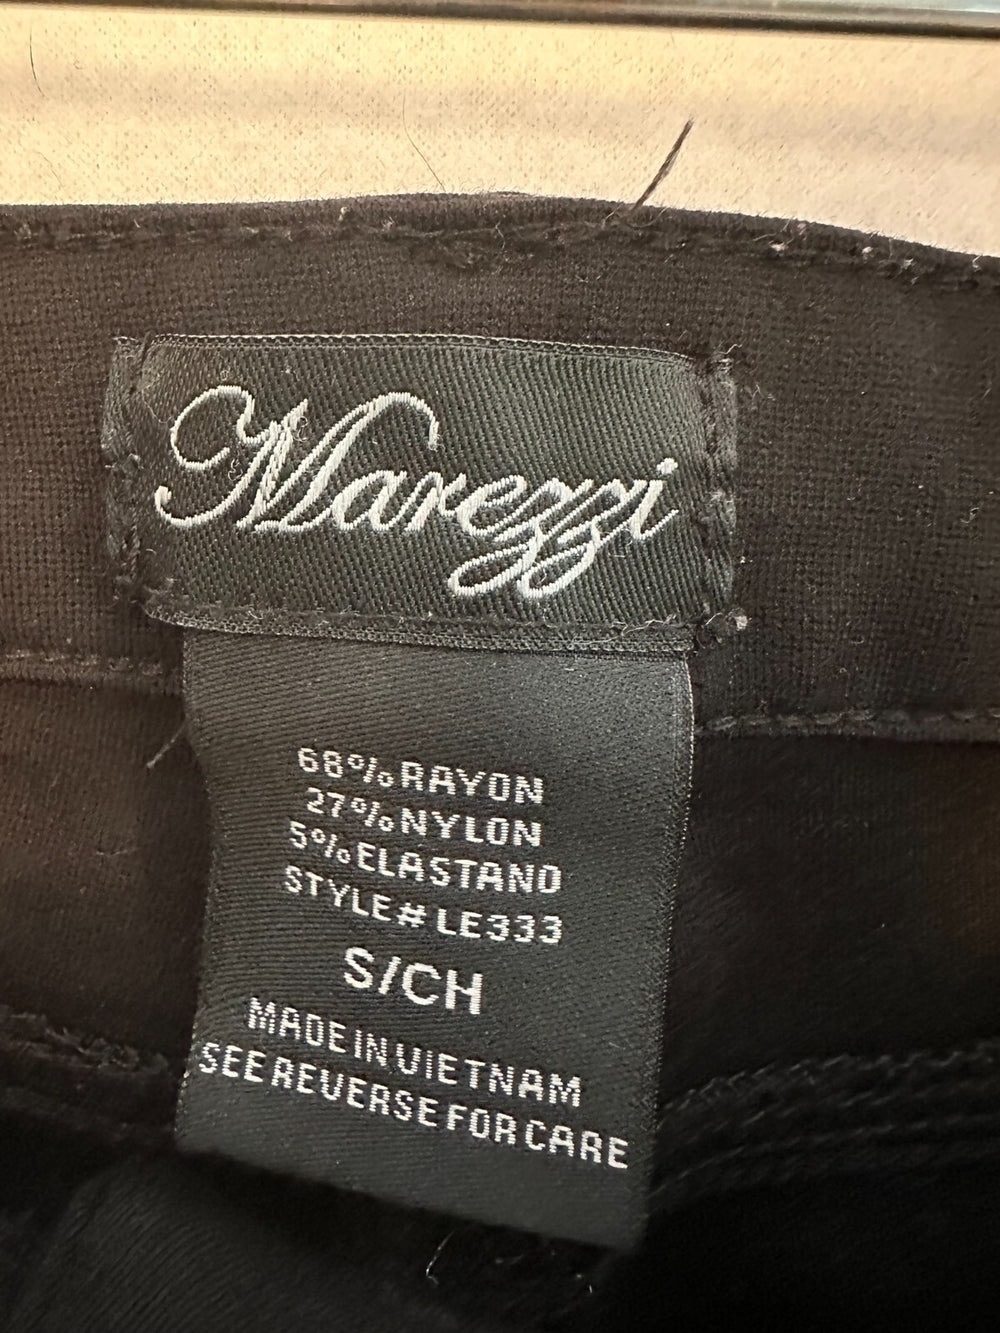 Marezzi
68% RAYON
27% NYLON
5% ELASTANO
STYLE# LE333
S/CH
MADE IN VIETNAM
SEE REVERSE FOR CARE